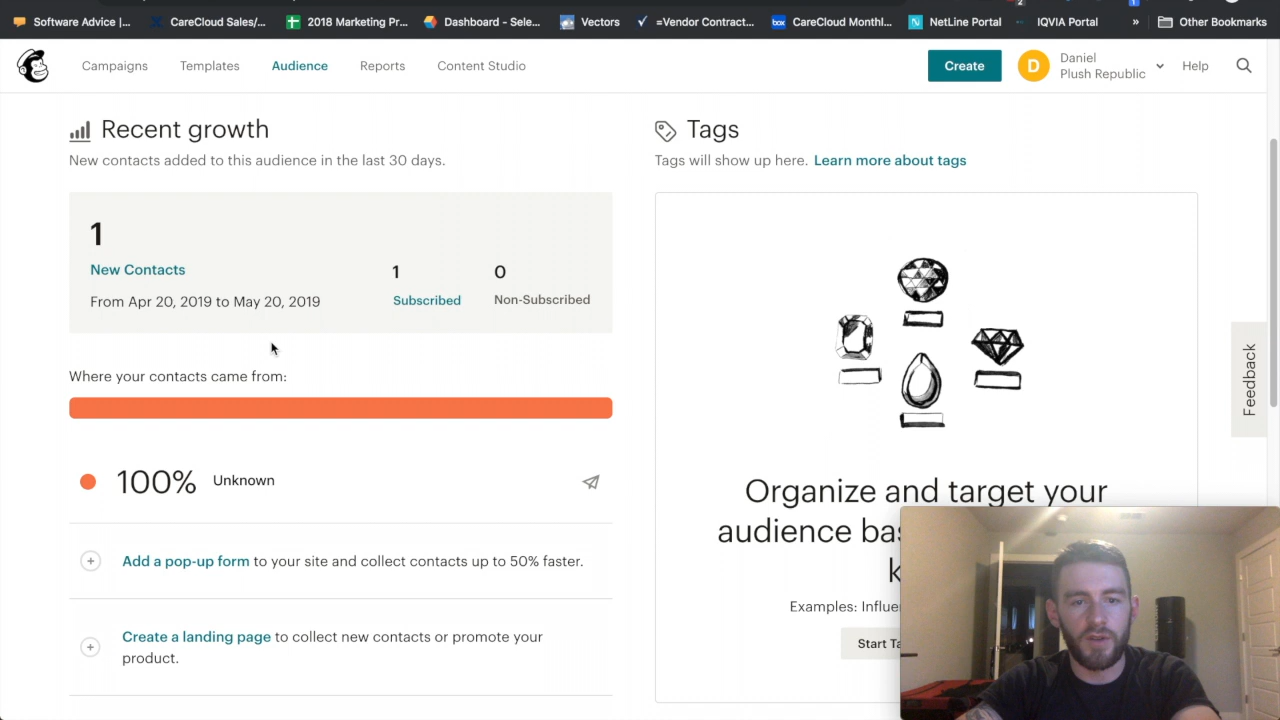 Software Advice |...
CareCloud Sales/...
2018 Marketing Pr...
Dashboard - Sele...
Vectors
=Vendor Contract...
box
CareCloud Monthl...
N
NetLine Portal
IQVIA Portal
»
Other Bookmarks
2
1
Campaigns
Templates
Audience
Reports
Content Studio
Create
D
Daniel
Plush Republic
Help
Recent growth
New contacts added to this audience in the last 30 days.
1
New Contacts
From Apr 20, 2019 to May 20, 2019
1
Subscribed
0
Non-Subscribed
Where your contacts came from:
100% Unknown
Add a pop-up form to your site and collect contacts up to 50% faster.
Create a landing page to collect new contacts or promote your
product.
Tags
Tags will show up here. Learn more about tags
Organize and target your
audience bas
k
Examples: Influe
Start Ta
Feedback